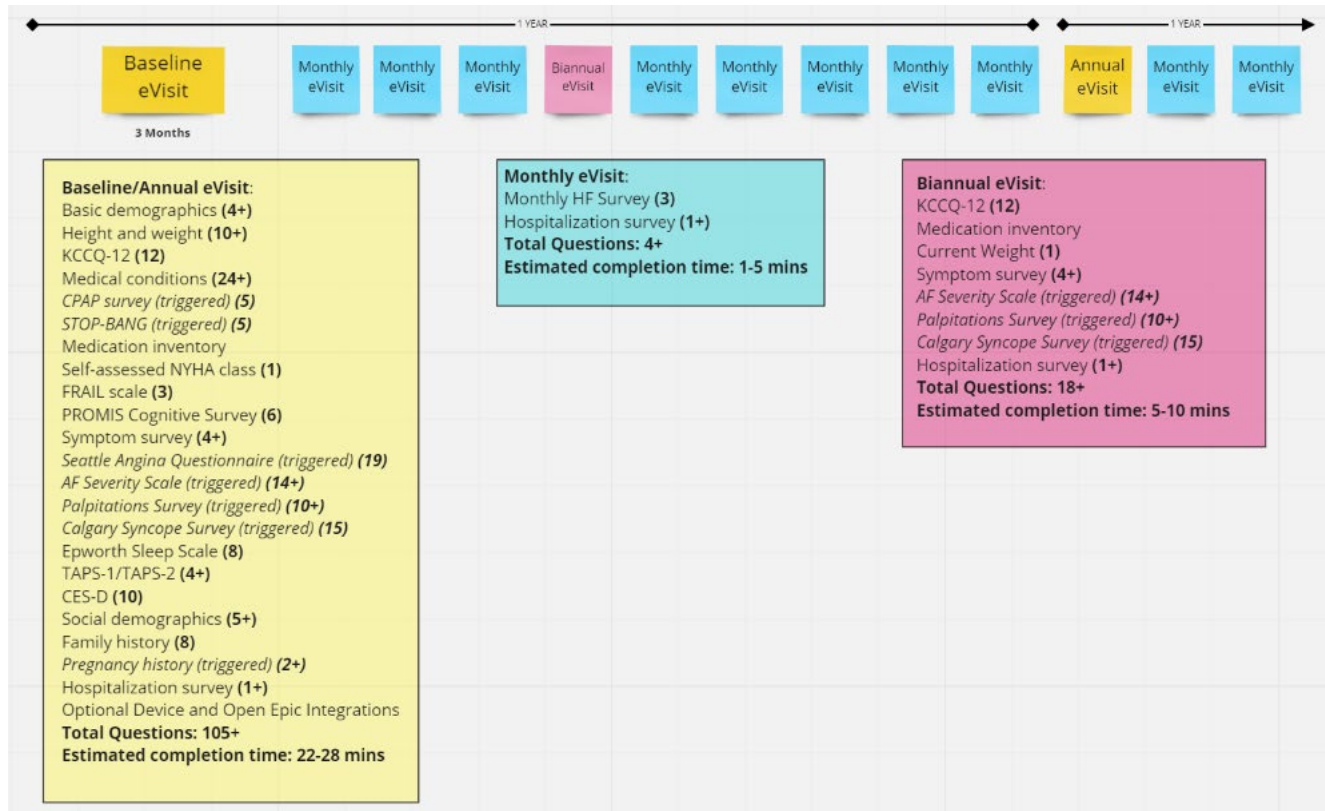 1 YEAR
1 YEAR
Baseline
eVisit
Monthly
eVisit
Monthly
eVisit
Monthly
eVisit
Biannual
eVisit
Monthly
eVisit
Monthly
eVisit
Monthly
eVisit
Monthly
eVisit
Monthly
eVisit
Annual
eVisit
Monthly
eVisit
Monthly
eVisit
3 Months
Baseline/Annual eVisit:
Basic demographics (4+)
Height and weight (10+)
KCCQ-12 (12)
Medical conditions (24+)
CPAP survey (triggered) (5)
STOP-BANG (triggered) (5)
Medication inventory
Self-assessed NYHA class (1)
FRAIL scale (3)
PROMIS Cognitive Survey (6)
Symptom survey (4+)
Seattle Angina Questionnaire (triggered) (19)
AF Severity Scale (triggered) (14+)
Palpitations Survey (triggered) (10+)
Calgary Syncope Survey (triggered) (15)
Epworth Sleep Scale (8)
TAPS-1/TAPS-2 (4+)
CES-D (10)
Social demographics (5+)
Family history (8)
Pregnancy history (triggered) (2+)
Hospitalization survey (1+)
Optional Device and Open Epic Integrations
Total Questions: 105+
Estimated completion time: 22-28 mins
Monthly eVisit:
Monthly HF Survey (3)
Hospitalization survey (1+)
Total Questions: 4+
Estimated completion time: 1-5 mins
Biannual eVisit:
KCCQ-12 (12)
Medication inventory
Current Weight (1)
Symptom survey (4+)
AF Severity Scale (triggered) (14+)
Palpitations Survey (triggered) (10+)
Calgary Syncope Survey (triggered) (15)
Hospitalization survey (1+)
Total Questions: 18+
Estimated completion time: 5-10 mins